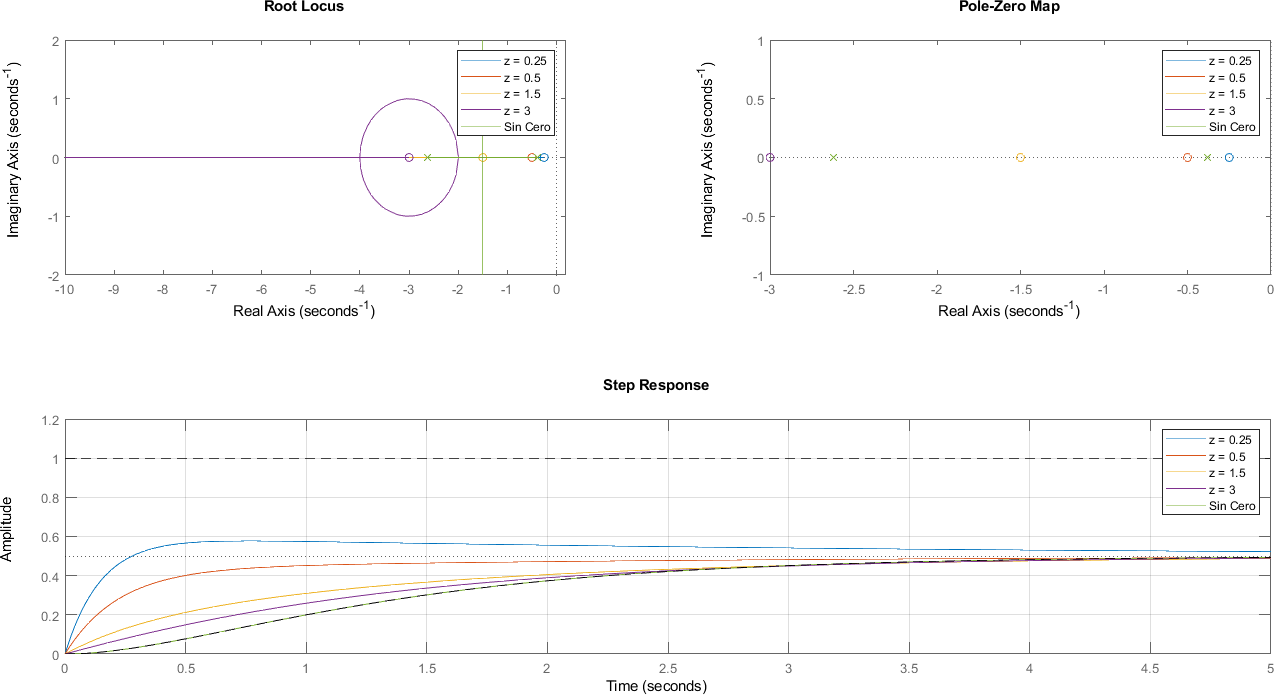 Root Locus
2
1
0
-1
-2
-10
-9
-8
-7
-6
-5
-4
-3
-2
-1
0
Imaginary Axis (seconds^-1)
Real Axis (seconds^-1)
z = 0.25
z = 0.5
z = 1.5
z = 3
Sin Cero
Pole-Zero Map
1
0.5
0
-0.5
-1
-3
-2.5
-2
-1.5
-1
-0.5
0
Imaginary Axis (seconds^-1)
Real Axis (seconds^-1)
z = 0.25
z = 0.5
z = 1.5
z = 3
Sin Cero
Step Response
1.2
1
0.8
0.6
0.4
0.2
0
0
0.5
1
1.5
2
2.5
3
3.5
4
4.5
5
Amplitude
Time (seconds)
z = 0.25
z = 0.5
z = 1.5
z = 3
Sin Cero